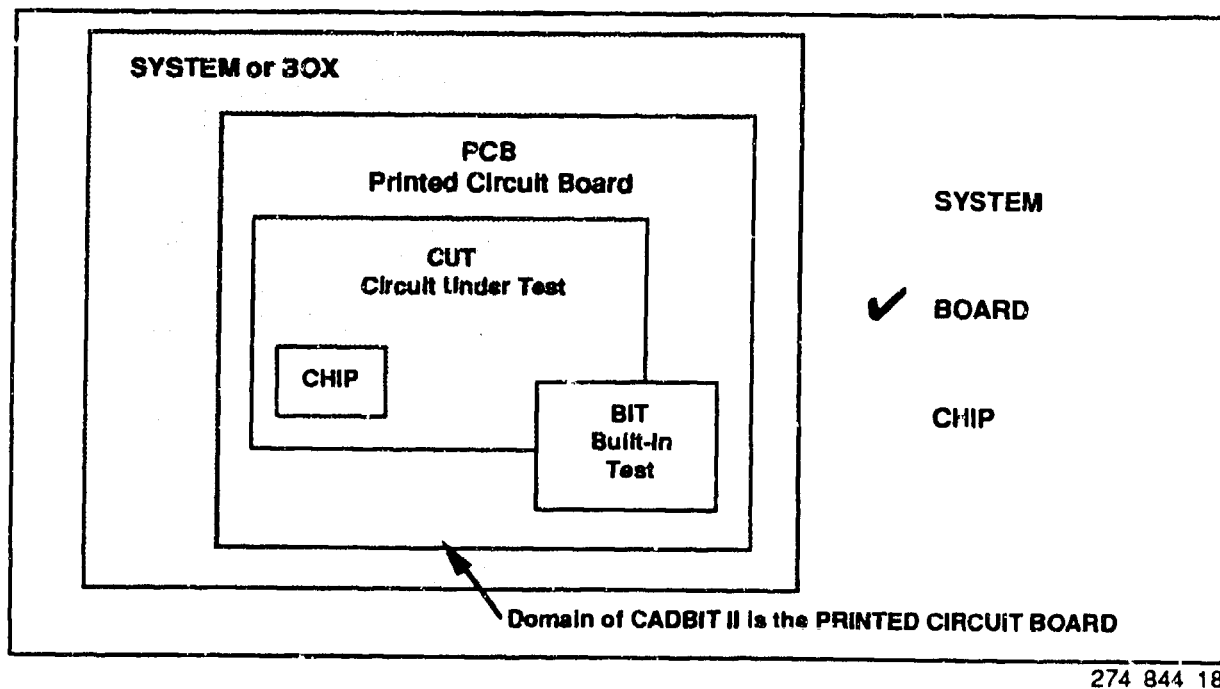 SYSTEM or BOX
PCB
Printed Circuit Board
CUT
Circuit Under Test
CHIP
BIT
Built-In
Test
SYSTEM
BOARD
CHIP
Domain of CADBIT II is the PRINTED CIRCUIT BOARD
274 844 18